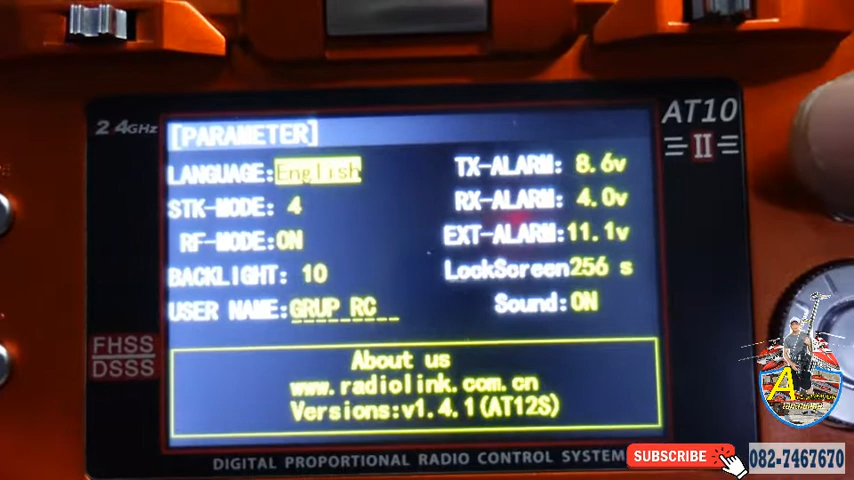 2.4GHz
AT10
II
[PARAMETER]
LANGUAGE:English
TX-ALARM: 8.6v
STK-MODE: 4
RX-ALARM: 4.0v
RF-MODE:ON
EXT-ALARM:11.1v
BACKLIGHT: 10
LockScreen256 s
USER NAME:GRUP RC__
Sound:ON
FHSS
DSSS
About us
www.radiolink.com.cn
Versions:v1.4.1(AT12S)
DIGITAL PROPORTIONAL RADIO CONTROL SYSTEM
A
SUBSCRIBE
082-7467670